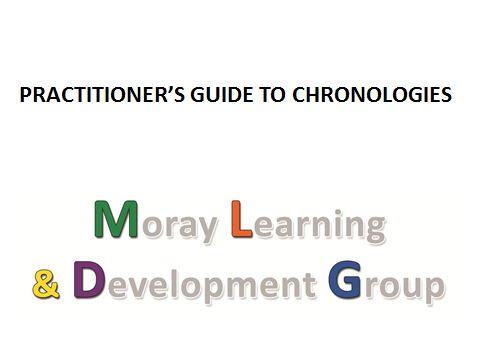 PRACTITIONER’S GUIDE TO CHRONOLOGIES
Moray Learning
& Development Group